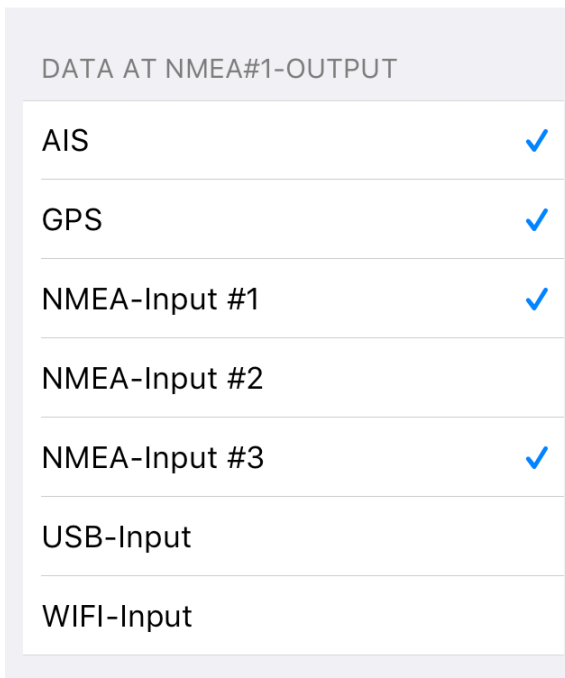 DATA AT NMEA#1-OUTPUT
AIS
GPS
NMEA-Input #1
NMEA-Input #2
NMEA-Input #3
USB-Input
WIFI-Input